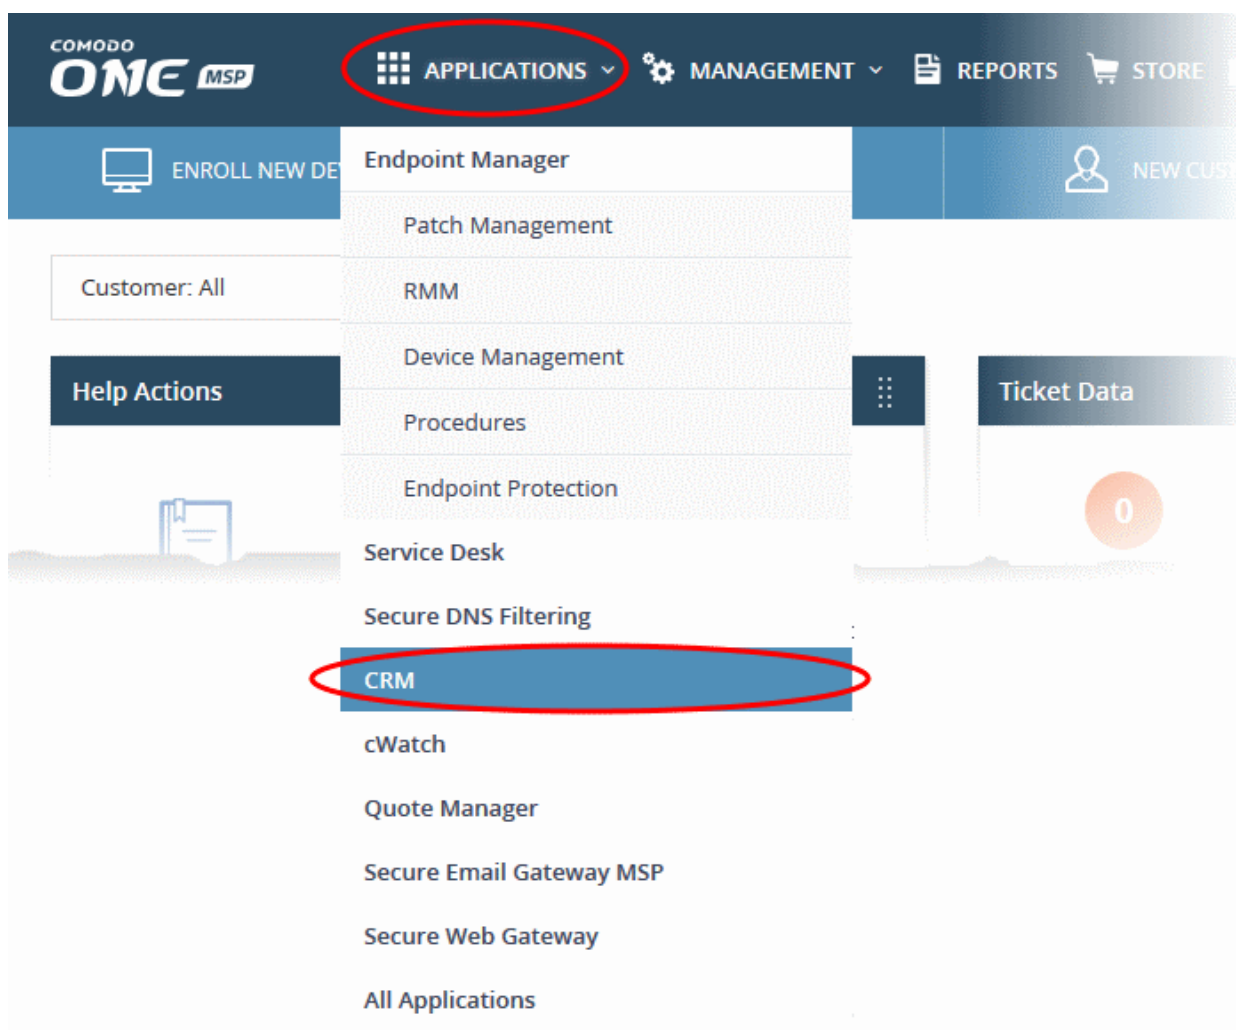 COMODO
ONE MSP
APPLICATIONS
MANAGEMENT
REPORTS
STORE
ENROLL NEW DE
NEW CUST
Customer: All
Help Actions
Ticket Data
0
Endpoint Manager
Patch Management
RMM
Device Management
Procedures
Endpoint Protection
Service Desk
Secure DNS Filtering
CRM
cWatch
Quote Manager
Secure Email Gateway MSP
Secure Web Gateway
All Applications